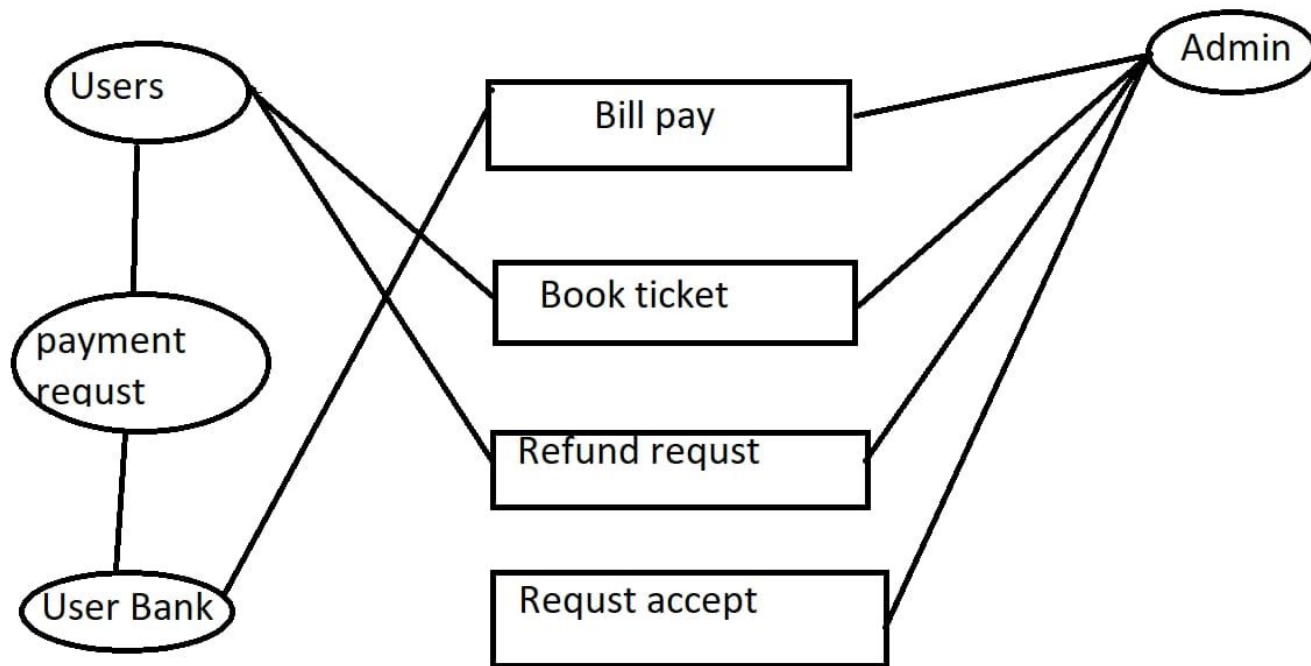 Users
Admin
Bill pay
Book ticket
payment
requst
Refund requst
User Bank
Requst accept